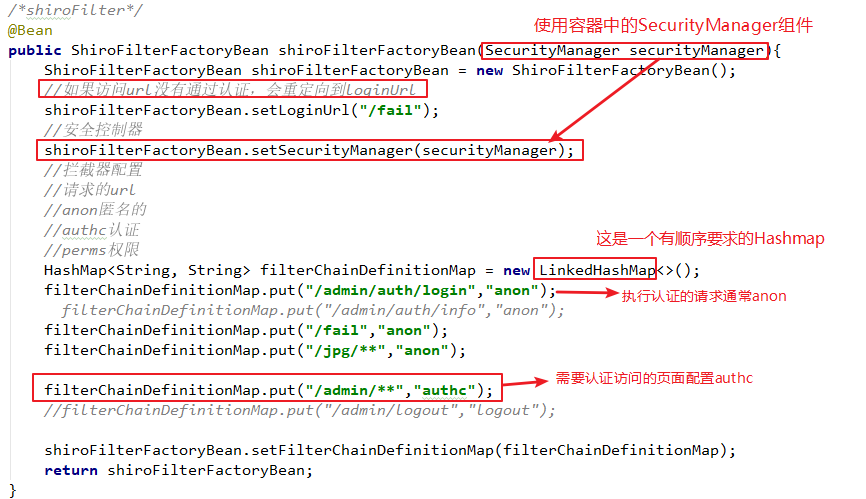 /*shiroFilter*/
@Bean
使用容器中的SecurityManager组件
public ShiroFilterFactoryBean shiroFilterFactoryBean(SecurityManager securityManager){
ShiroFilterFactoryBean shiroFilterFactoryBean = new ShiroFilterFactoryBean();
//如果访问url没有通过认证，会重定向到loginUrl
shiroFilterFactoryBean.setLoginUrl("/fail");
//安全控制器
shiroFilterFactoryBean.setSecurityManager(securityManager);
//拦截器配置
//请求的url
//anon匿名的
//authc认证
//perms权限
这是一个有顺序要求的Hashmap
HashMap<String, String> filterChainDefinitionMap = new LinkedHashMap<>();
filterChainDefinitionMap.put("/admin/auth/login","anon");
执行认证的请求通常anon
filterChainDefinitionMap.put("/admin/auth/info","anon");
filterChainDefinitionMap.put("/fail","anon");
filterChainDefinitionMap.put("/jpg/**","anon");
filterChainDefinitionMap.put("/admin/**","authc");
需要认证访问的页面配置authc
//filterChainDefinitionMap.put("/admin/logout","logout");
shiroFilterFactoryBean.setFilterChainDefinitionMap(filterChainDefinitionMap);
return shiroFilterFactoryBean;
}